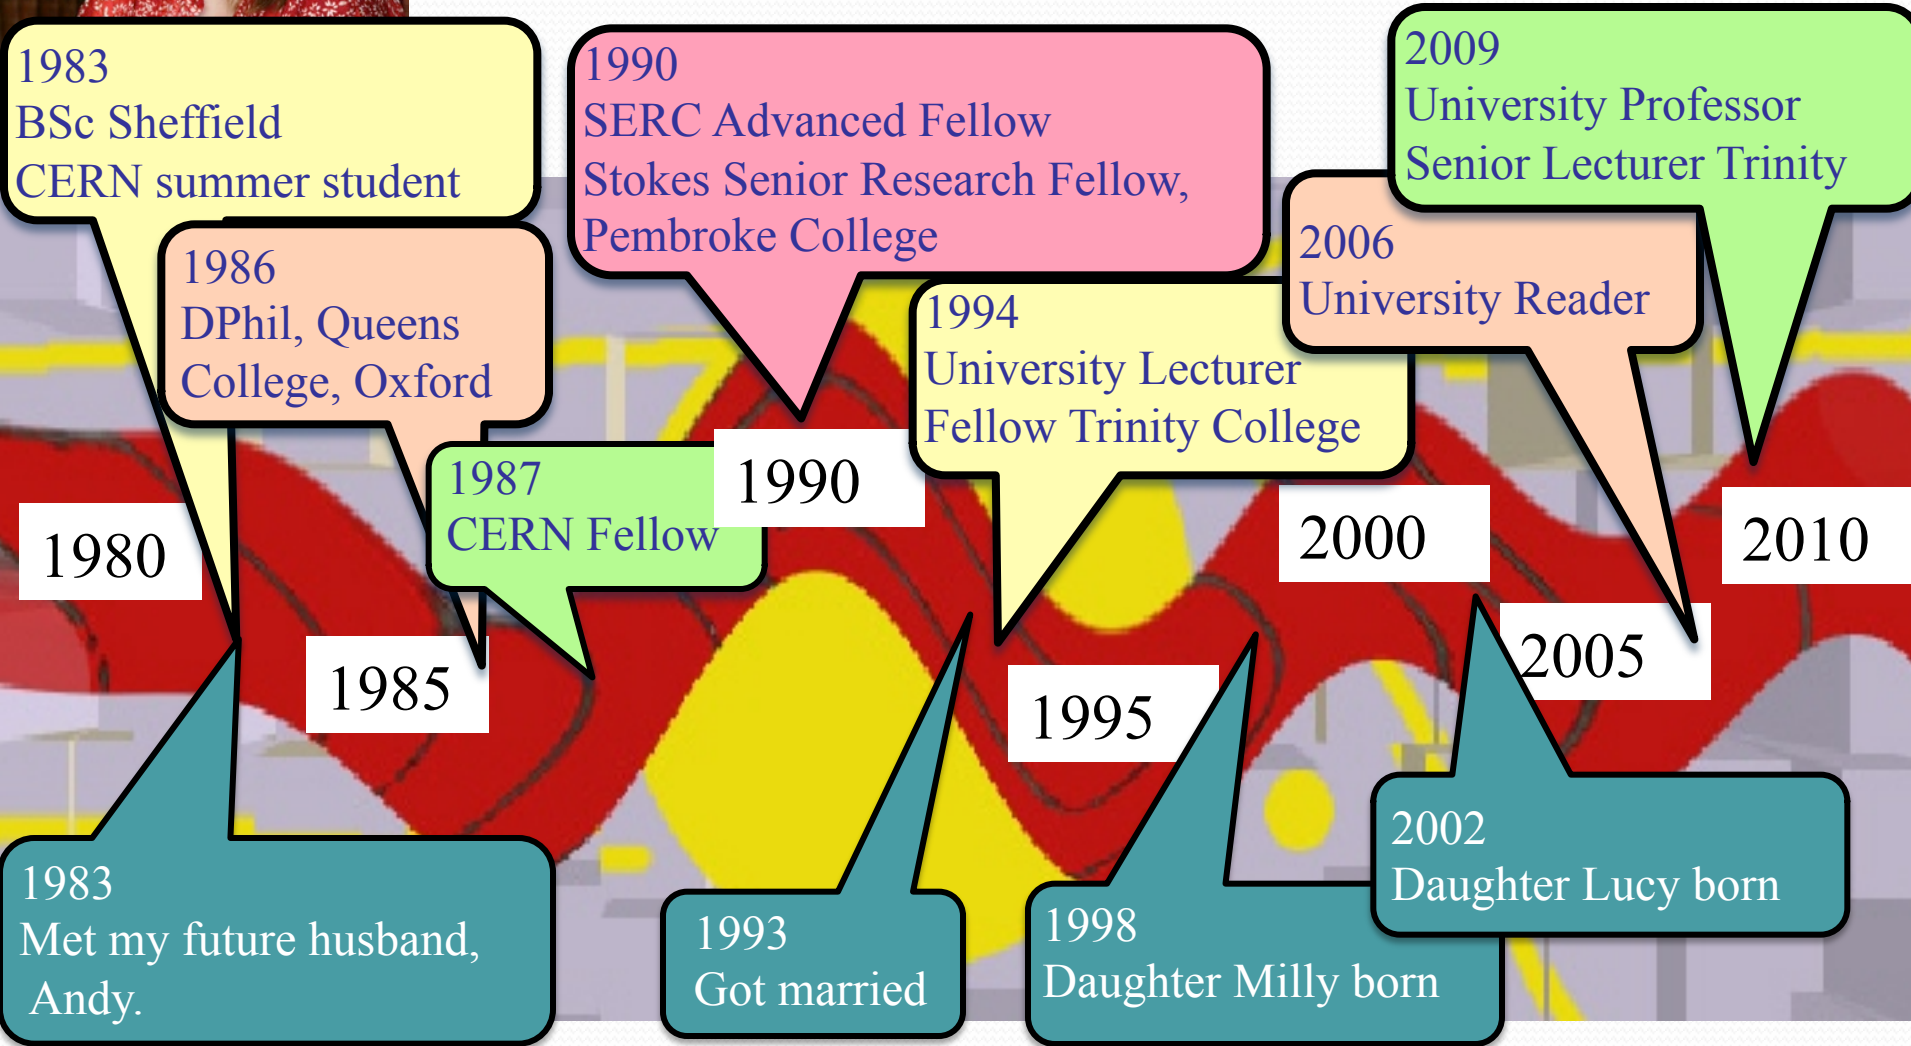 1983
BSc Sheffield
CERN summer student
1986
DPhil, Queens
College, Oxford
1987
CERN Fellow
1990
SERC Advanced Fellow
Stokes Senior Research Fellow,
Pembroke College
1994
University Lecturer
Fellow Trinity College
2006
University Reader
2009
University Professor
Senior Lecturer Trinity
1980
1985
1990
1995
2000
2005
2010
1983
Met my future husband,
Andy.
1993
Got married
1998
Daughter Milly born
2002
Daughter Lucy born